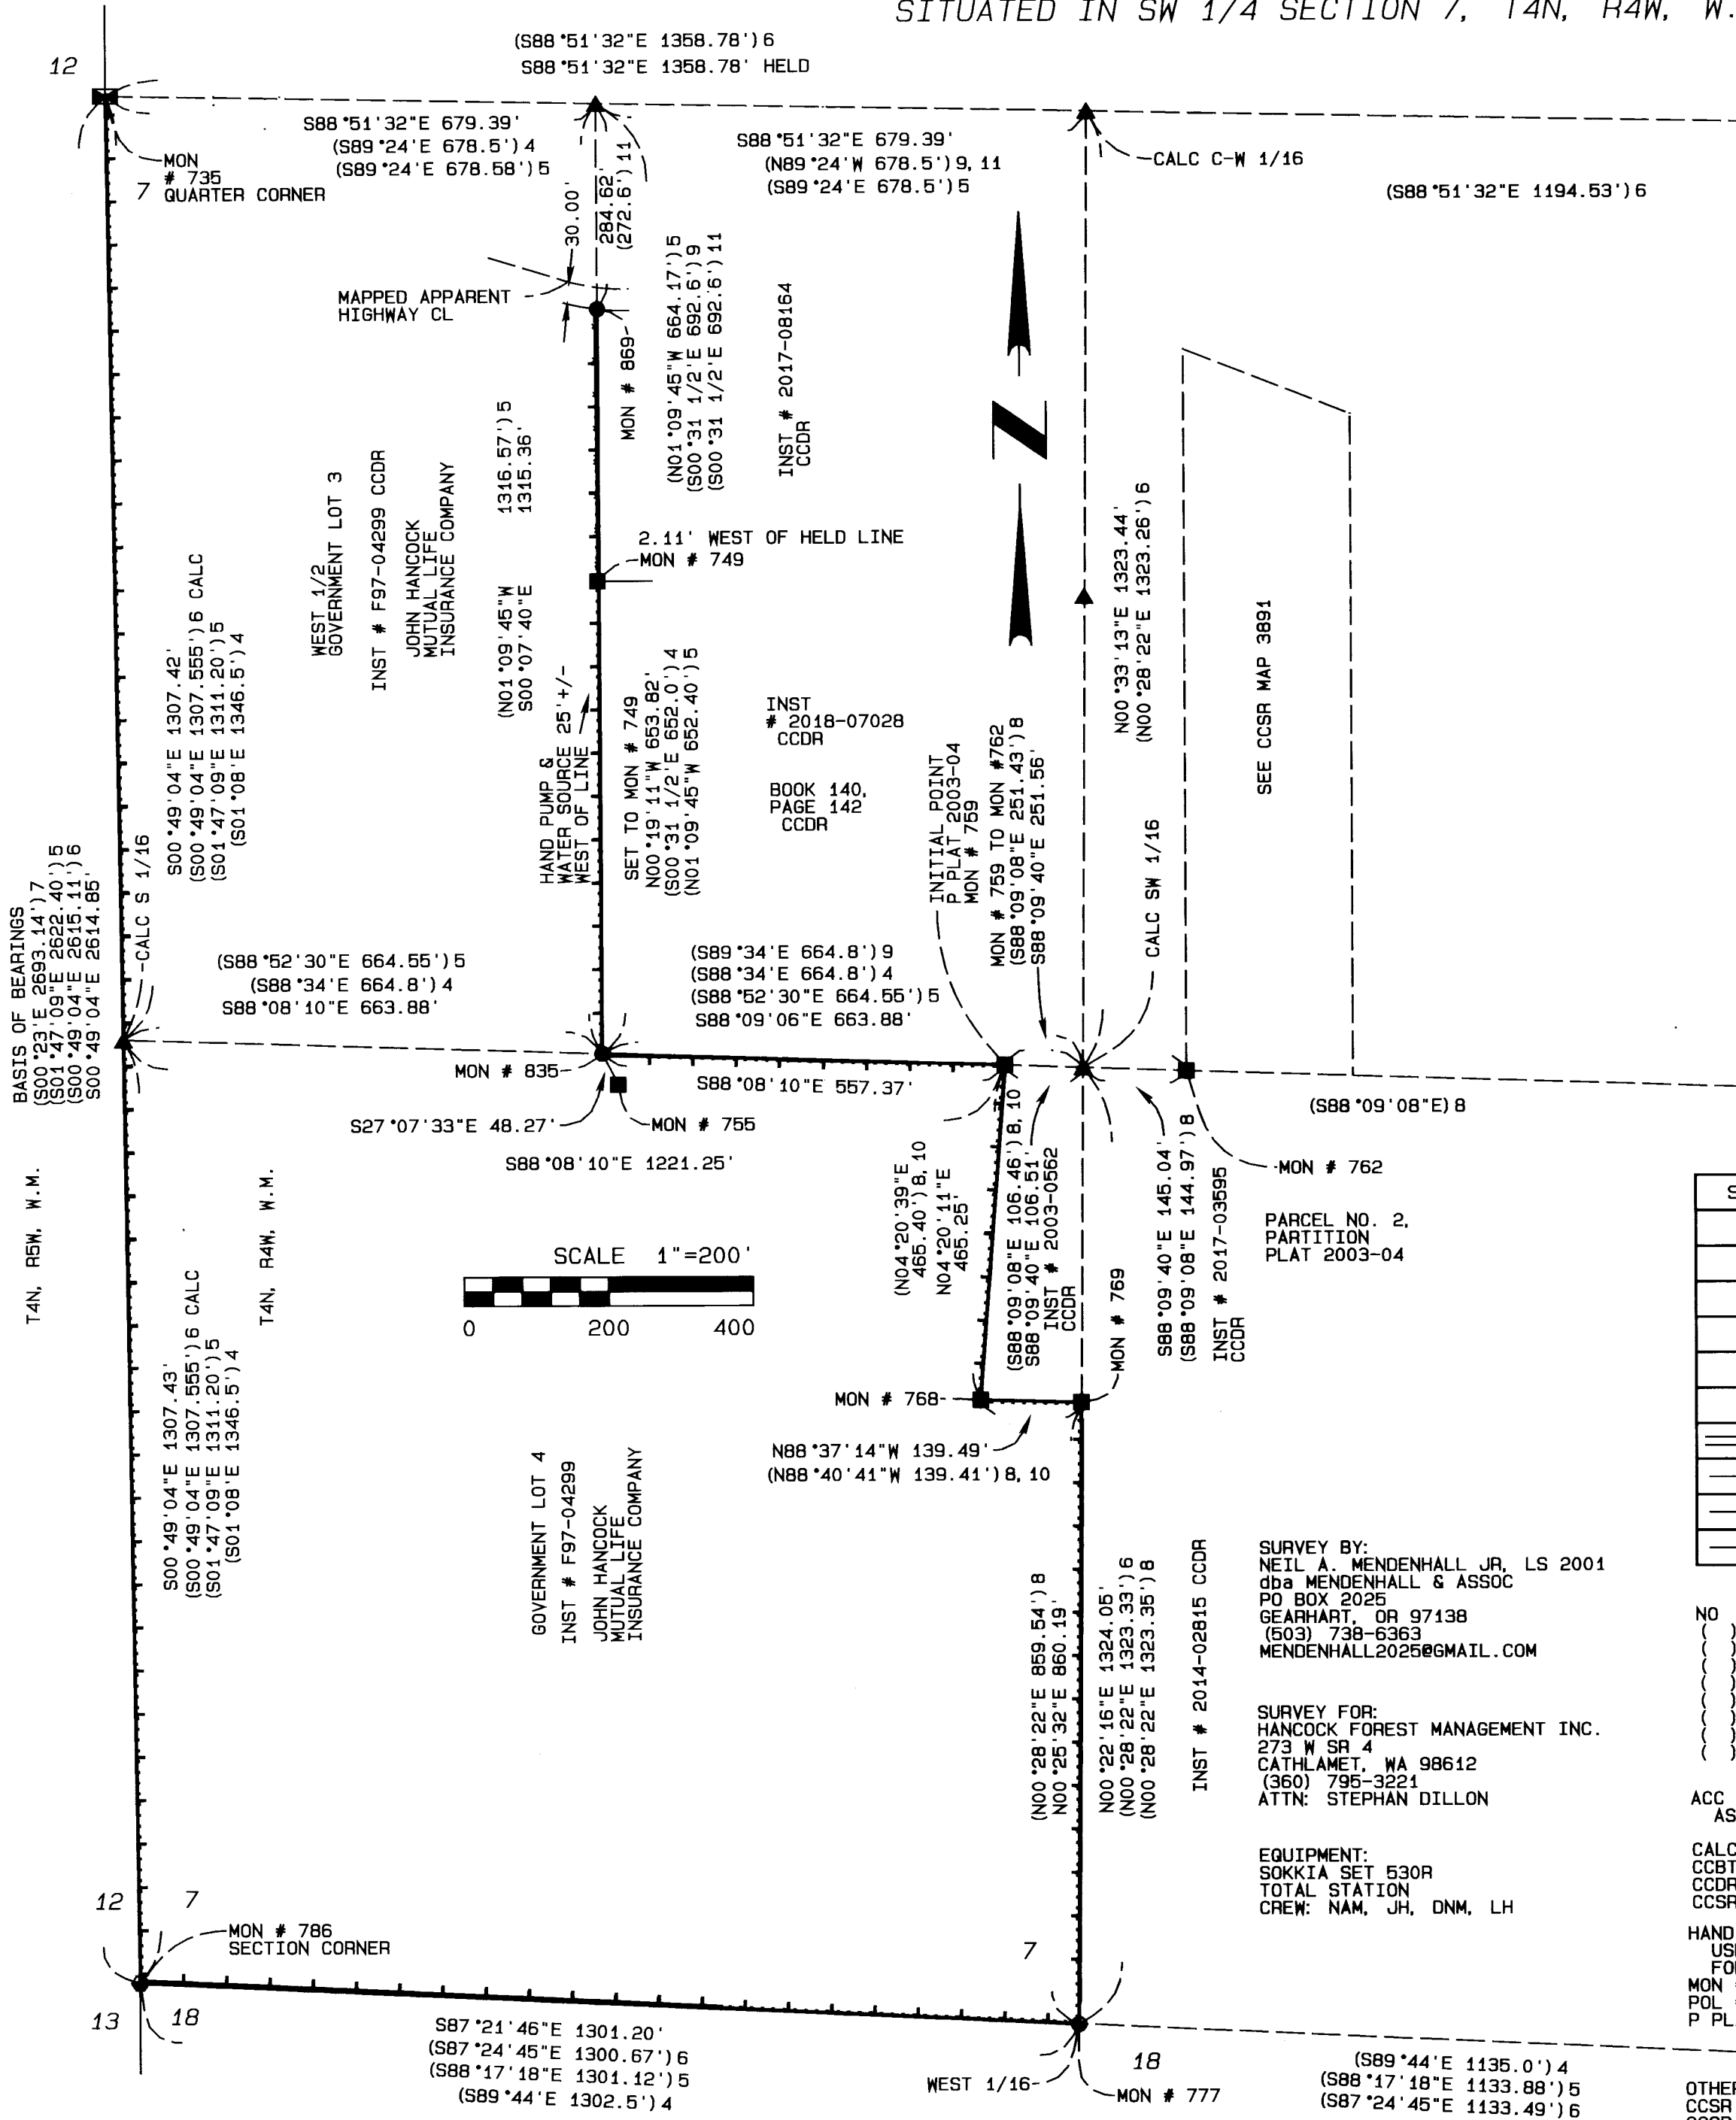 SITUATED IN SW 1/4 SECTION 7, T4N, R4W, W.
(S88°51'32"E 1358.78')6
S88°51'32"E 1358.78' HELD
12
S88°51'32"E 679.39'
(S89°24'E 678.5')4
(S89°24'E 678.58')5
MON
# 735
7 QUARTER CORNER
S88°51'32"E 679.39'
(N89°24'W 678.5')9, 11
(S89°24'E 678.5')5
CALC C-W 1/16
(S88°51'32"E 1194.53')6
30.00'
284.62'
(272.6')11
MAPPED APPARENT
HIGHWAY CL
MON # 869
(N01°09'45"W 664.17')5
(S00°31 1/2'E 692.6')9
(S00°31 1/2'E 692.6')11
INST # 2017-08164
CCDR
N
WEST 1/2
GOVERNMENT LOT 3
INST # F97-04299 CCDR
JOHN HANCOCK
MUTUAL LIFE
INSURANCE COMPANY
(N01°09'45"W 1316.57')5
S00°07'40"E 1315.36'
2.11' WEST OF HELD LINE
MON # 749
S00°49'04"E 1307.42'
(S00°49'04"E 1307.555')6 CALC
(S01°47'09"E 1311.20')5
(S01°08'E 1346.5')4
HAND PUMP &
WATER SOURCE 25'+/-
WEST OF LINE
SET TO MON # 749
N00°19'11"W 653.82'
(S00°31 1/2'E 652.0')4
(N01°09'45"W 652.40')5
INST
# 2018-07028
CCDR
BOOK 140,
PAGE 142
CCDR
N00°33'13"E 1323.44'
(N00°28'22"E 1323.26')6
SEE CCSR MAP 3891
INITIAL POINT
P PLAT 2003-04
MON # 759
MON # 759 TO MON #762
(S88°09'08"E 251.43')8
S88°09'40"E 251.56'
CALC SW 1/16
BASIS OF BEARINGS
(S00°23'E 2693.14')7
(S01°47'09"E 2622.40')5
(S00°49'04"E 2615.11')6
S00°49'04"E 2614.85'
CALC S 1/16
(S88°52'30"E 664.55')5
(S88°34'E 664.8')4
S88°08'10"E 663.88'
(S89°34'E 664.8')9
(S88°34'E 664.8')4
(S88°52'30"E 664.55')5
S88°09'06"E 663.88'
MON # 835
S88°08'10"E 557.37'
S27°07'33"E 48.27'
MON # 755
S88°08'10"E 1221.25'
(S88°09'08"E)8
T4N, R5W, W.M.
T4N, R4W, W.M.
SCALE 1"=200'
0 200 400
(N04°20'39"E
465.40')8, 10
N04°20'11"E
465.25'
(S88°09'08"E 106.46')8, 10
S88°09'40"E 106.51'
INST # 2003-0562
CCDR
MON # 769
S88°09'40"E 145.04'
(S88°09'08"E 144.97')8
INST # 2017-03595
CCDR
MON # 762
PARCEL NO. 2,
PARTITION
PLAT 2003-04
S
MON # 768
N88°37'14"W 139.49'
(N88°40'41"W 139.41')8, 10
S00°49'04"E 1307.43'
(S00°49'04"E 1307.555')6 CALC
(S01°47'09"E 1311.20')5
(S01°08'E 1346.5')4
GOVERNMENT LOT 4
INST # F97-04299
JOHN HANCOCK
MUTUAL LIFE
INSURANCE COMPANY
(N00°28'22"E 859.54')8
N00°25'32"E 860.19'
N00°22'16"E 1324.05'
(N00°28'22"E 1323.33')6
(N00°28'22"E 1323.35')8
INST # 2014-02815 CCDR
SURVEY BY:
NEIL A. MENDENHALL JR, LS 2001
dba MENDENHALL & ASSOC
PO BOX 2025
GEARHART, OR 97138
(503) 738-6363
MENDENHALL2025@GMAIL.COM
SURVEY FOR:
HANCOCK FOREST MANAGEMENT INC.
273 W SR 4
CATHLAMET, WA 98612
(360) 795-3221
ATTN: STEPHAN DILLON
EQUIPMENT:
SOKKIA SET 530R
TOTAL STATION
CREW: NAM, JH, DNM, LH
NO
( )
( )
( )
( )
( )
( )
( )
( )
ACC
AS
CALC
CCBT
CCDR
CCSR
HAND
US
FO
MON
POL
P PL
OTHER
CCSR
12 7
MON # 786
SECTION CORNER
13 18
S87°21'46"E 1301.20'
(S87°24'45"E 1300.67')6
(S88°17'18"E 1301.12')5
(S89°44'E 1302.5')4
7
18
WEST 1/16
MON # 777
(S89°44'E 1135.0')4
(S88°17'18"E 1133.88')5
(S87°24'45"E 1133.49')6